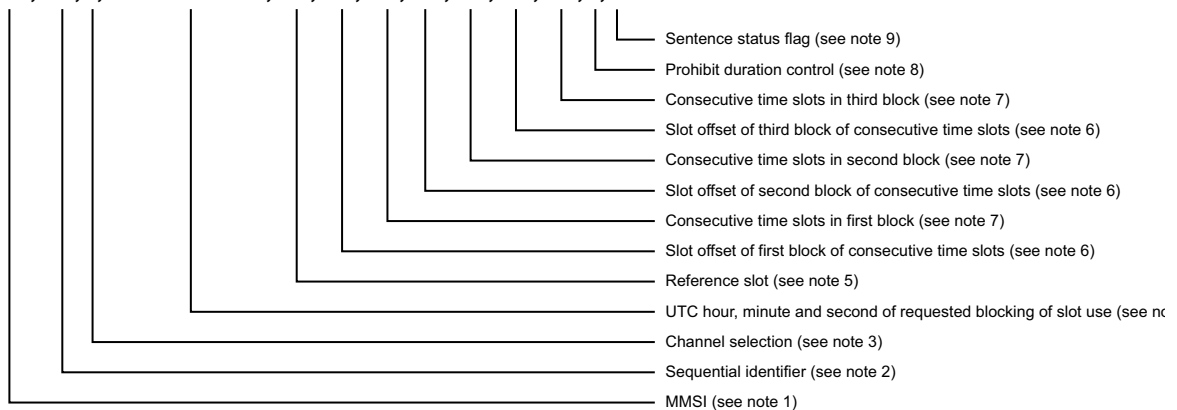 Sentence status flag (see note 9)
Prohibit duration control (see note 8)
Consecutive time slots in third block (see note 7)
Slot offset of third block of consecutive time slots (see note 6)
Consecutive time slots in second block (see note 7)
Slot offset of second block of consecutive time slots (see note 6)
Consecutive time slots in first block (see note 7)
Slot offset of first block of consecutive time slots (see note 6)
Reference slot (see note 5)
UTC hour, minute and second of requested blocking of slot use (see
Channel selection (see note 3)
Sequential identifier (see note 2)
MMSI (see note 1)